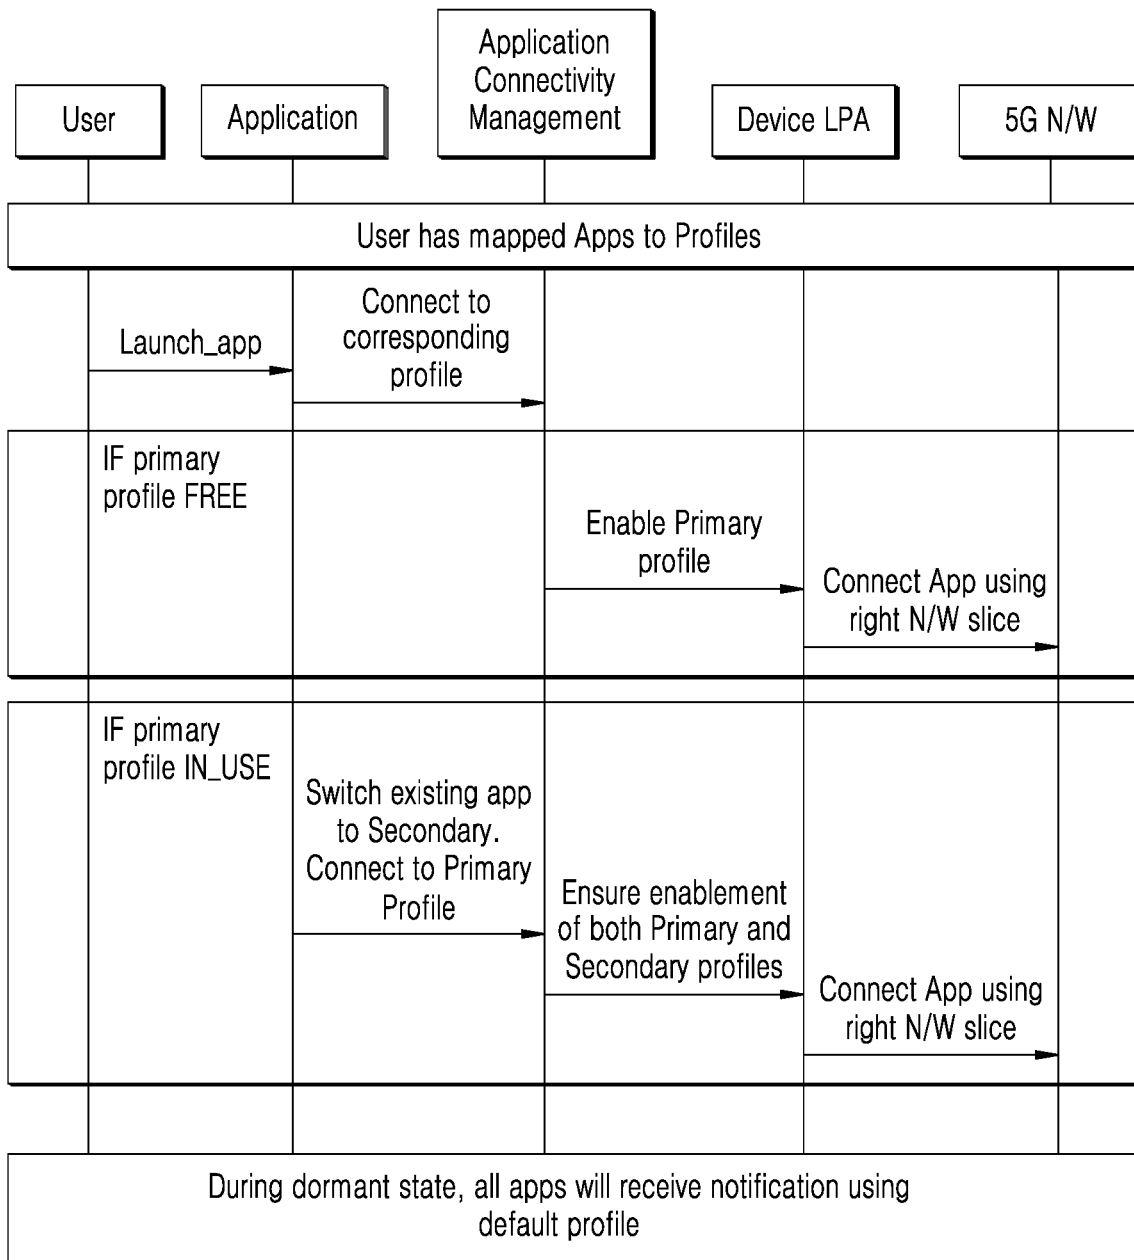 User
Application
Application
Connectivity
Management
Device LPA
5G N/W
User has mapped Apps to Profiles
Launch_app
Connect to
corresponding
profile
IF primary
profile FREE
Enable Primary
profile
Connect App using
right N/W slice
IF primary
profile IN_USE
Switch existing app
to Secondary.
Connect to Primary
Profile
Ensure enablement
of both Primary and
Secondary profiles
Connect App using
right N/W slice
During dormant state, all apps will receive notification using
default profile